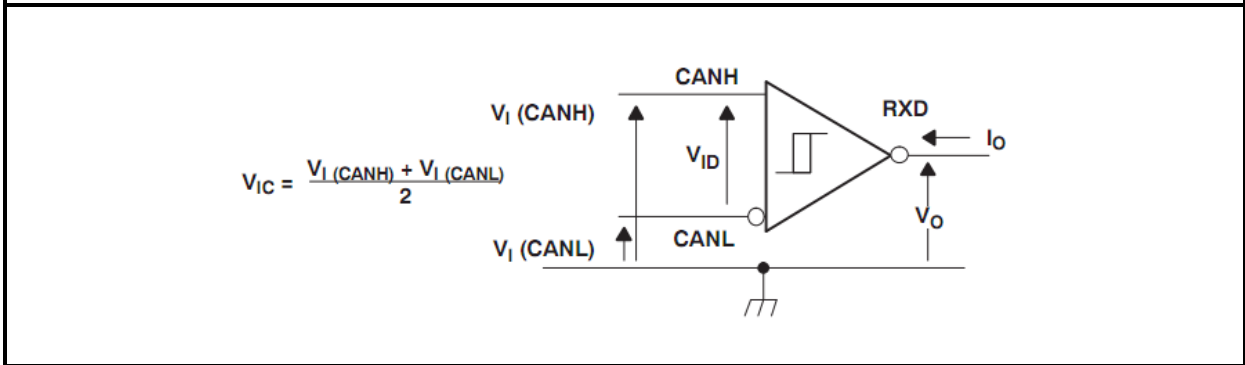 CANH
RXD
V_I (CANH)
I_O
V_ID
V_IC = V_I (CANH) + V_I (CANL)
2
V_O
CANL
V_I (CANL)